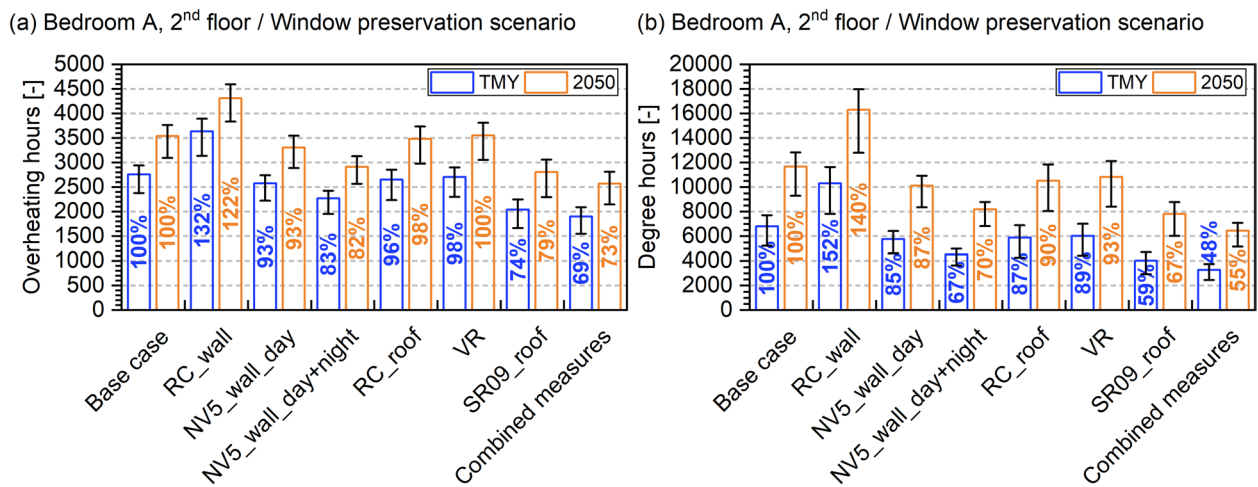 (a) Bedroom A, 2nd floor / Window preservation scenario
Overheating hours [-]
5000
4500
4000
3500
3000
2500
2000
1500
1000
500
0
TMY 2050
100% 100% 132% 122% 93% 93% 83% 82% 96% 98% 98% 100% 74% 79% 69% 73%
Base case
RC_wall
NV5_wall_day
NV5_wall_day+night
RC_roof
VR
SR09_roof
Combined measures
(b) Bedroom A, 2nd floor / Window preservation scenario
Degree hours [-]
20000
18000
16000
14000
12000
10000
8000
6000
4000
2000
0
TMY 2050
100% 100% 152% 140% 85% 87% 67% 70% 87% 90% 89% 93% 59% 67% 48% 55%
Base case
RC_wall
NV5_wall_day
NV5_wall_day+night
RC_roof
VR
SR09_roof
Combined measures